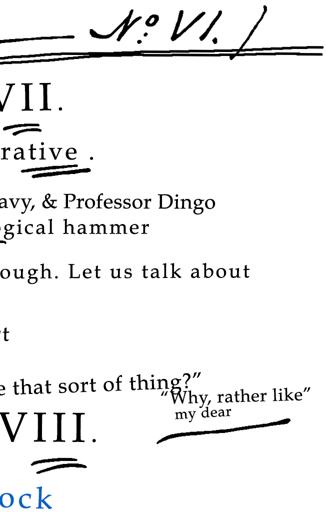 Nº VI.
VII.
rative .
avy, & Professor Dingo
gical hammer
ough. Let us talk about
t
e that sort of thing?”
“Why, rather like”
my dear
VIII.
ock